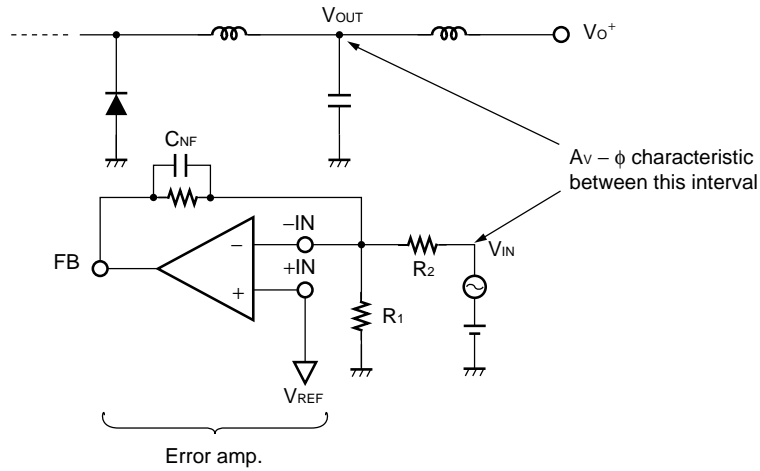 VOUT
VO+
CNF
AV – φ characteristic
between this interval
−IN
VIN
FB
−
+IN
R2
+
R1
VREF
Error amp.